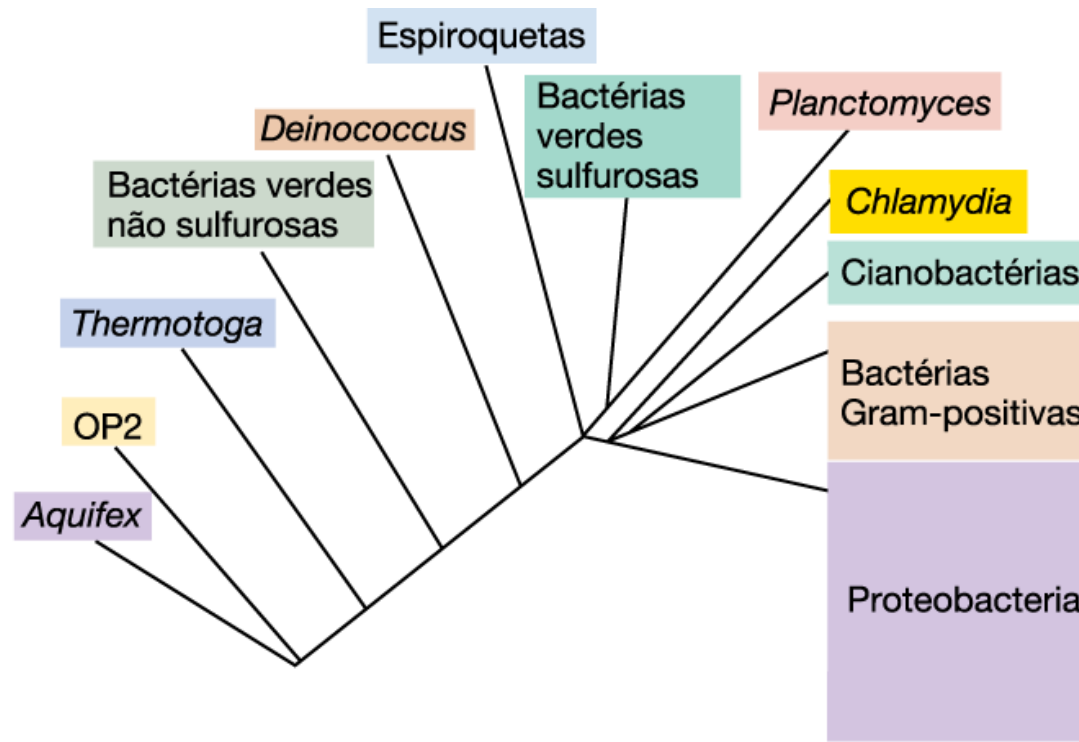 Espiroquetas
Bactérias
verdes
sulfurosas
Planctomyces
Deinococcus
Bactérias verdes
não sulfurosas
Chlamydia
Cianobactérias
Thermotoga
Bactérias
Gram-positivas
OP2
Aquifex
Proteobacteria